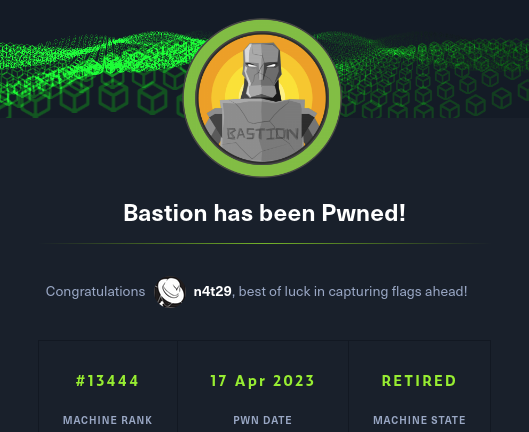 BASTION
Bastion has been Pwned!
Congratulations n4t29, best of luck in capturing flags ahead!
#13444 17 Apr 2023 RETIRED
MACHINE RANK PWN DATE MACHINE STATE